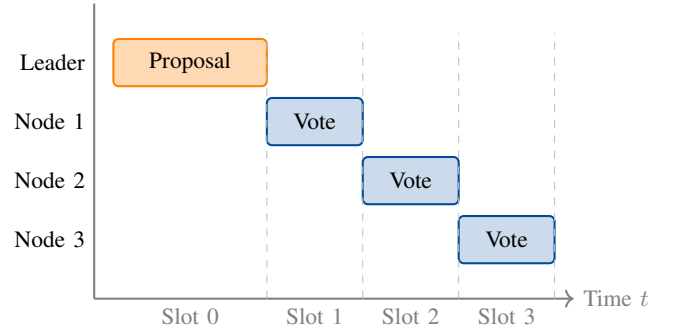 Leader Proposal
Node 1 Vote
Node 2 Vote
Node 3 Vote
Time t
Slot 0 Slot 1 Slot 2 Slot 3